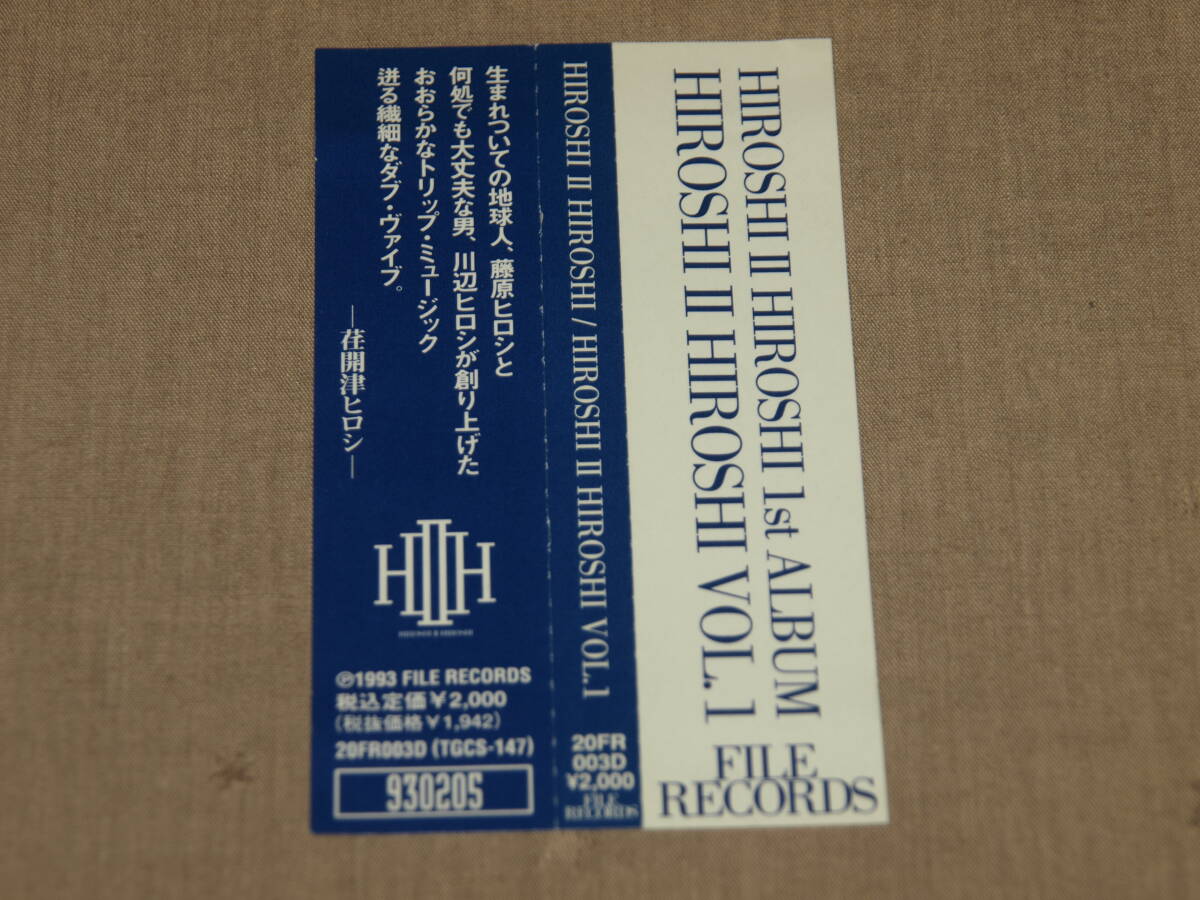 HIROSHI II HIROSHI 1st ALBUM
HIROSHI II HIROSHI VOL.1
FILE
RECORDS
HIROSHI II HIROSHI / HIROSHI II HIROSHI VOL.1
20FR
003D
¥2,000
FILE
RECORDS
生まれついての地球人、藤原ヒロシと
何処でも大丈夫な男、川辺ヒロシが創り上げた
おおらかなトリップ・ミュージック
迸る繊細なダブ・ヴァイブ。
―荏開津ヒロシ―
HIIH
HIROSHI II HIROSHI
℗1993 FILE RECORDS
税込定価¥2,000
(税抜価格¥1,942)
20FR003D (TGCS-147)
930205